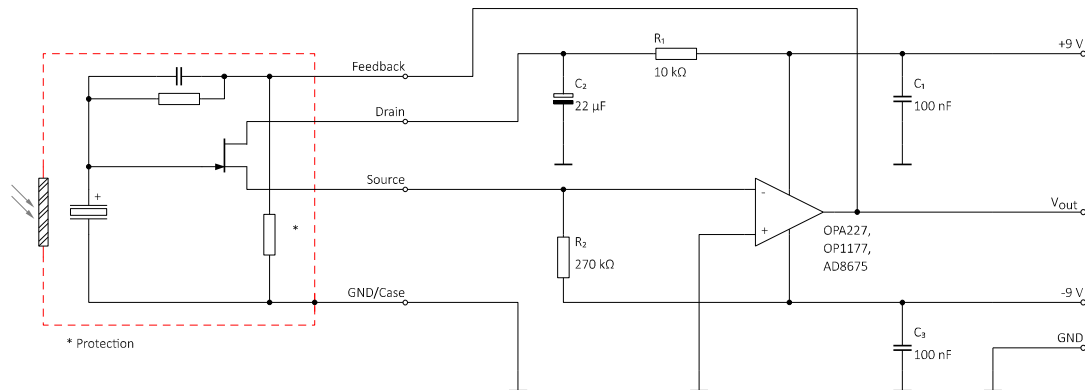 R₁
+9 V
Feedback
10 kΩ
C₂
22 µF
C₁
100 nF
Drain
Source
+
-
+
Vout
OPA227,
OP1177,
AD8675
*
R₂
270 kΩ
GND/Case
-9 V
* Protection
C₃
100 nF
GND